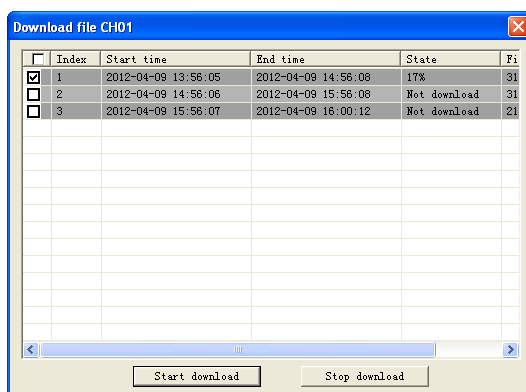 Download file CH01
Index Start time End time State Fi
1 2012-04-09 13:56:05 2012-04-09 14:56:08 17% 31
2 2012-04-09 14:56:06 2012-04-09 15:56:08 Not download 31
3 2012-04-09 15:56:07 2012-04-09 16:00:12 Not download 21
Start download Stop download